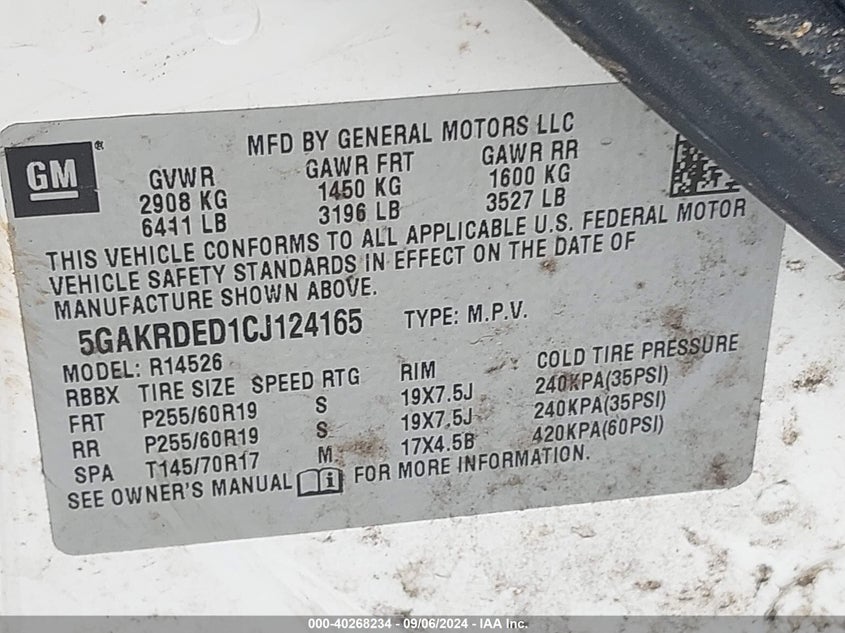 GM
®
MFD BY GENERAL MOTORS LLC
GVWR GAWR FRT GAWR RR
2908 KG 1450 KG 1600 KG
6411 LB 3196 LB 3527 LB
THIS VEHICLE CONFORMS TO ALL APPLICABLE U.S. FEDERAL MOTOR
VEHICLE SAFETY STANDARDS IN EFFECT ON THE DATE OF
MANUFACTURE SHOWN ABOVE.
5GAKRDED1CJ124165 TYPE: M.P.V.
MODEL: R14526
RBBX TIRE SIZE SPEED RTG RIM COLD TIRE PRESSURE
FRT P255/60R19 S 19X7.5J 240KPA(35PSI)
RR P255/60R19 S 19X7.5J 240KPA(35PSI)
SPA T145/70R17 M 17X4.5B 420KPA(60PSI)
SEE OWNER'S MANUAL i FOR MORE INFORMATION.
000-40268234 - 09/06/2024 - IAA Inc.